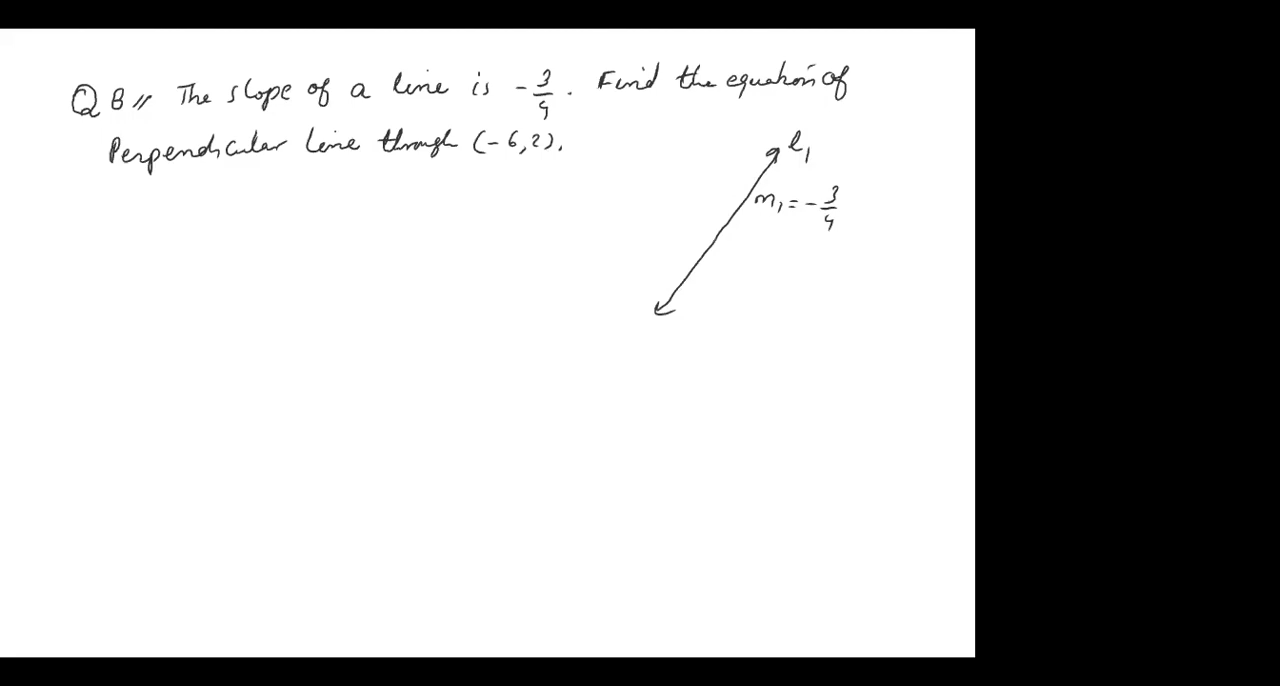 Q B // The slope of a line is -3/4. Find the equation of
Perpendicular line through (-6,2).
l₁
m₁ = -3/4